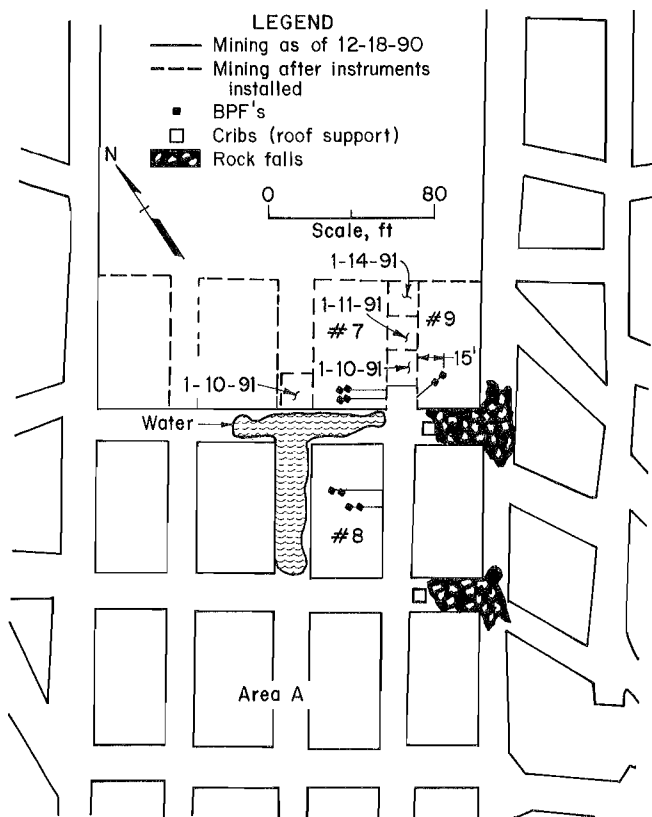 LEGEND
Mining as of 12-18-90
Mining after instruments
installed
BPF's
Cribs (roof support)
Rock falls
N
0 80
Scale, ft
1-14-91
1-11-91
#7 #9
1-10-91 15'
1-10-91
Water
#8
Area A